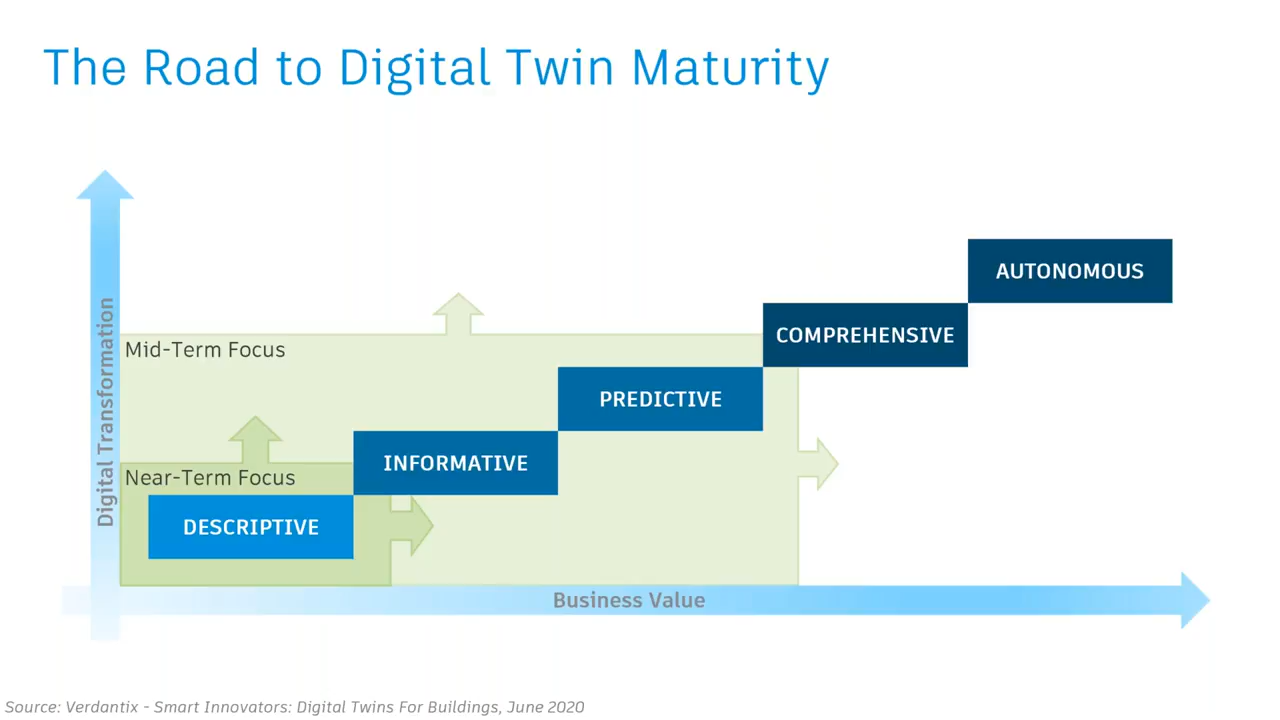 The Road to Digital Twin Maturity
AUTONOMOUS
COMPREHENSIVE
Mid-Term Focus
PREDICTIVE
INFORMATIVE
Near-Term Focus
DESCRIPTIVE
Digital Transformation
Business Value
Source: Verdantix - Smart Innovators: Digital Twins For Buildings, June 2020